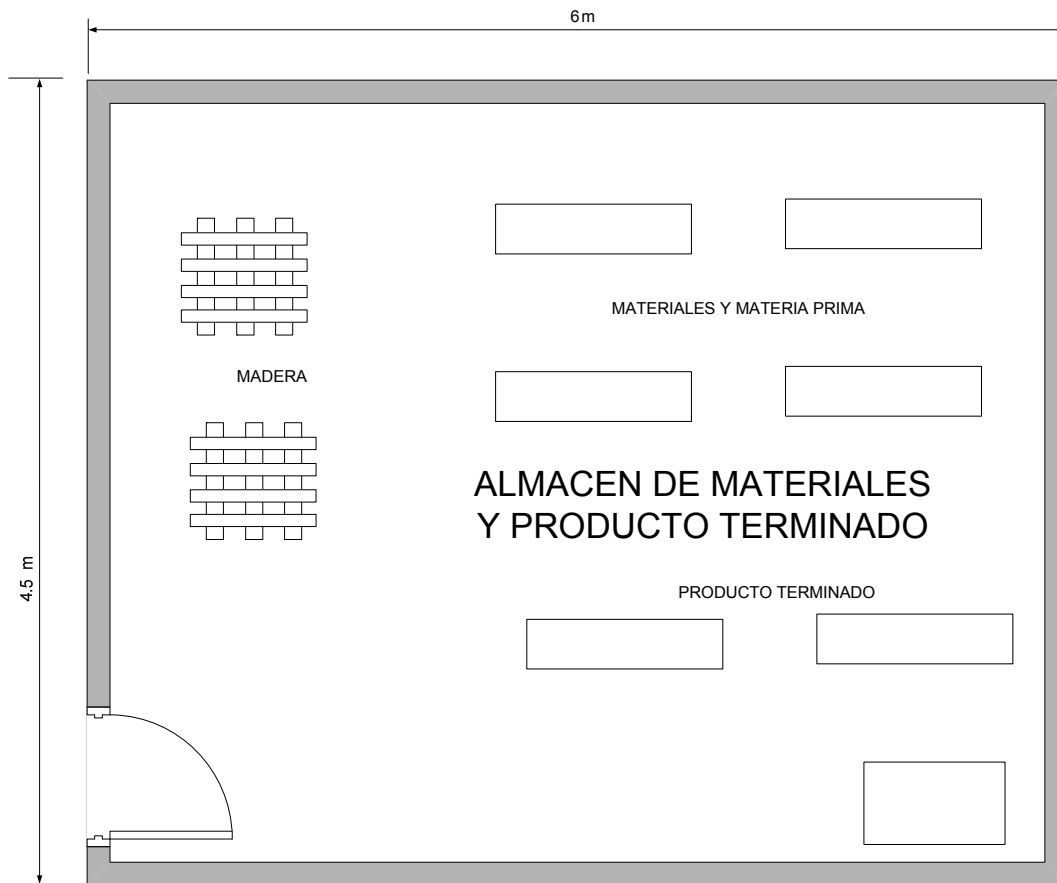 6m
MATERIALES Y MATERIA PRIMA
MADERA
ALMACEN DE MATERIALES
Y PRODUCTO TERMINADO
4.5 m
PRODUCTO TERMINADO